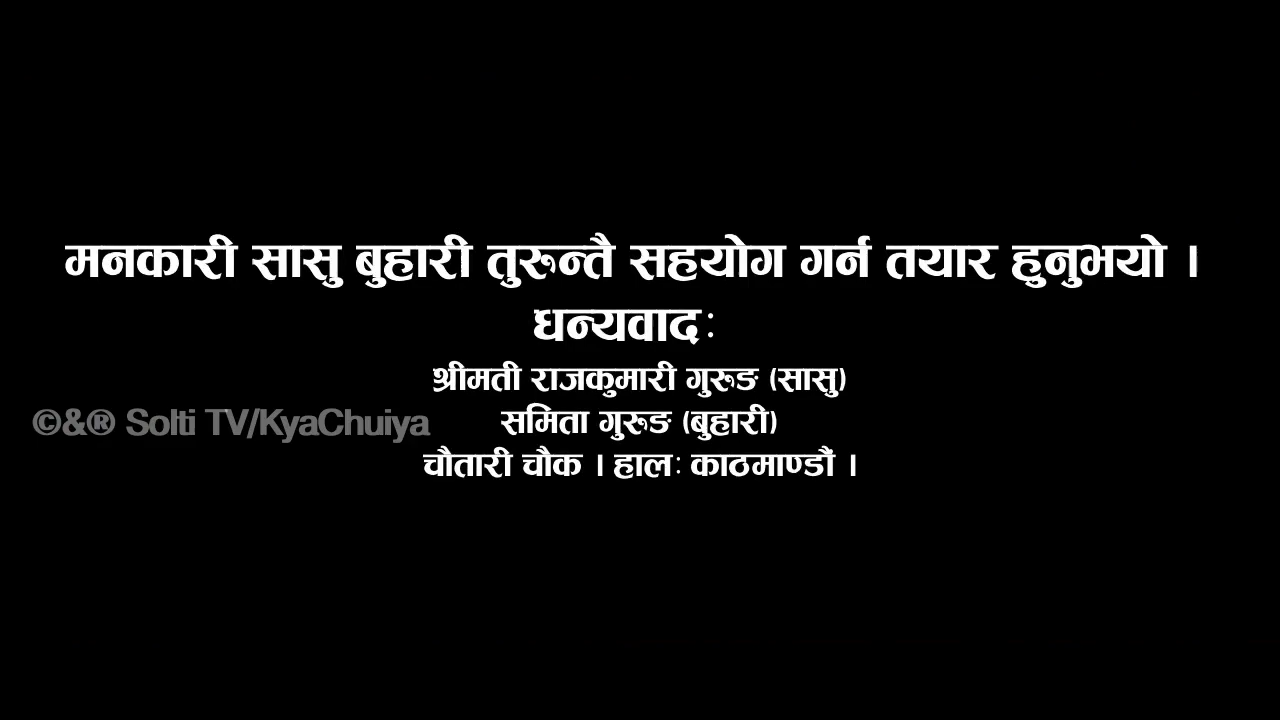 मनकारी सासु बुहारी तुरुन्तै सहयोग गर्न तयार हुनुभयो ।
धन्यवादः
श्रीमती राजकुमारी गुरुङ (सासु)
©&® Solti TV/KyaChuiya
समिता गुरुङ (बुहारी)
चौतारी चौक । हालः काठमाण्डौं ।